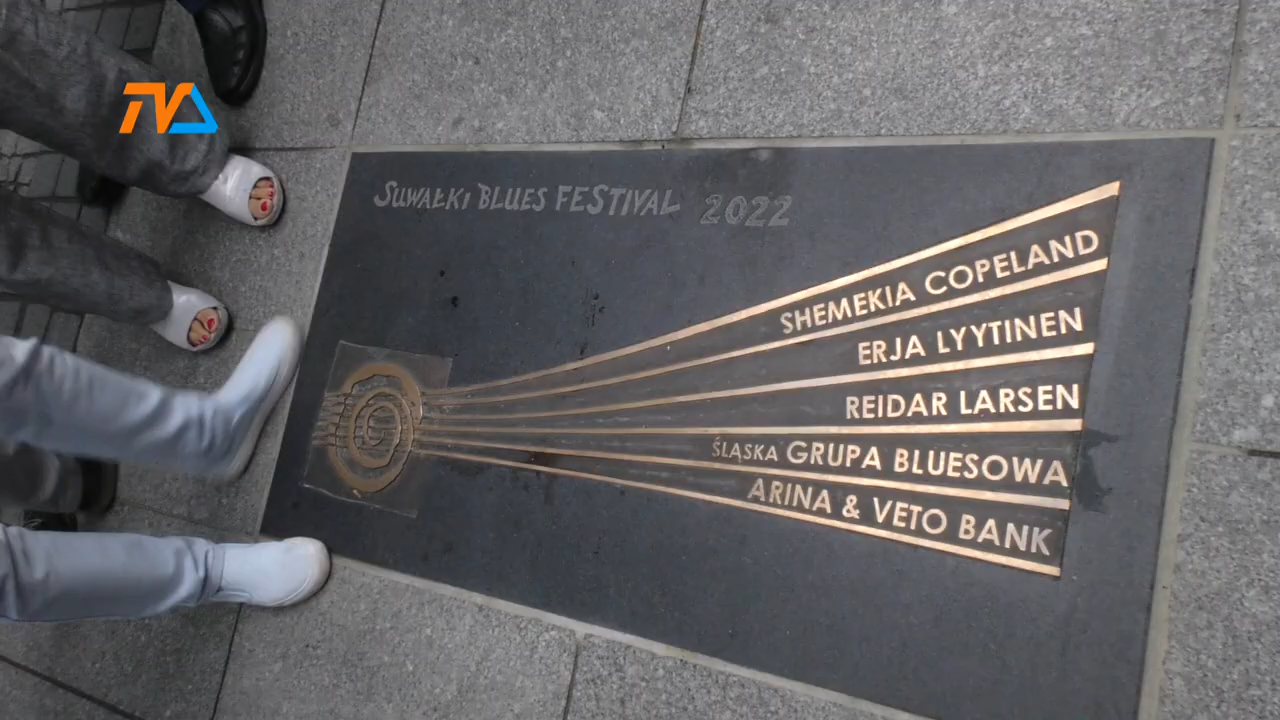 TVS
SUWAŁKI BLUES FESTIVAL 2022
SHEMEKIA COPELAND
ERJA LYYTINEN
REIDAR LARSEN
ŚLĄSKA GRUPA BLUESOWA
ARINA & VETO BANK